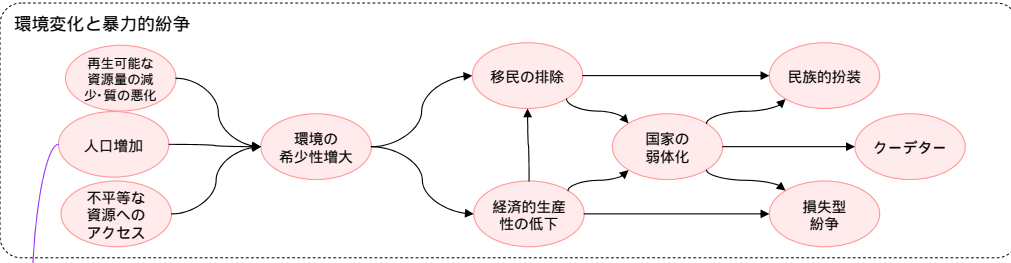 環境変化と暴力的紛争
再生可能な
資源量の減
少･質の悪化
人口増加
不平等な
資源への
アクセス
環境の
希少性増大
移民の排除
経済的生産
性の低下
国家の
弱体化
民族的扮装
クーデター
損失型
紛争